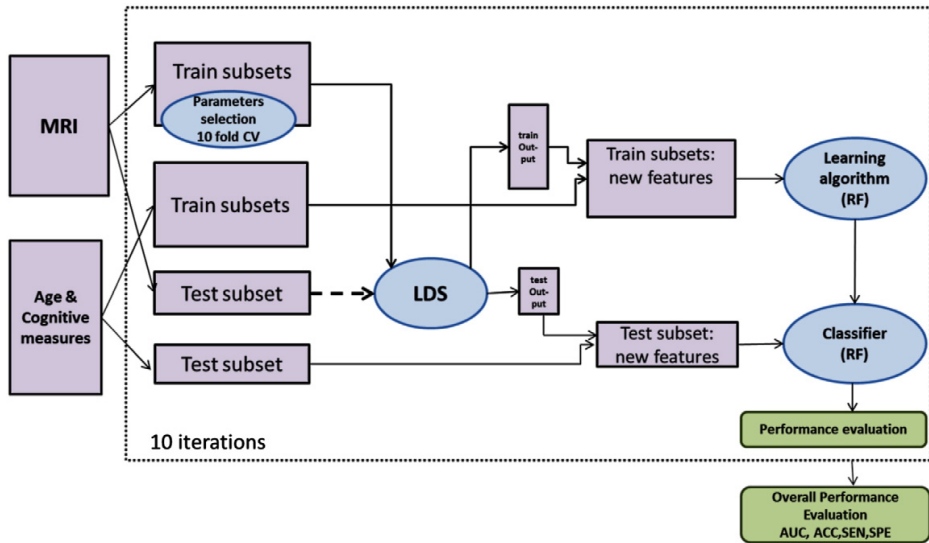 MRI
Age &
Cognitive
measures
Train subsets
Parameters
selection
10 fold CV
Train subsets
Test subset
Test subset
LDS
train
Out-
put
test
Out-
put
Train subsets:
new features
Test subset:
new features
Learning
algorithm
(RF)
Classifier
(RF)
Performance evaluation
10 iterations
Overall Performance
Evaluation
AUC, ACC,SEN,SPE